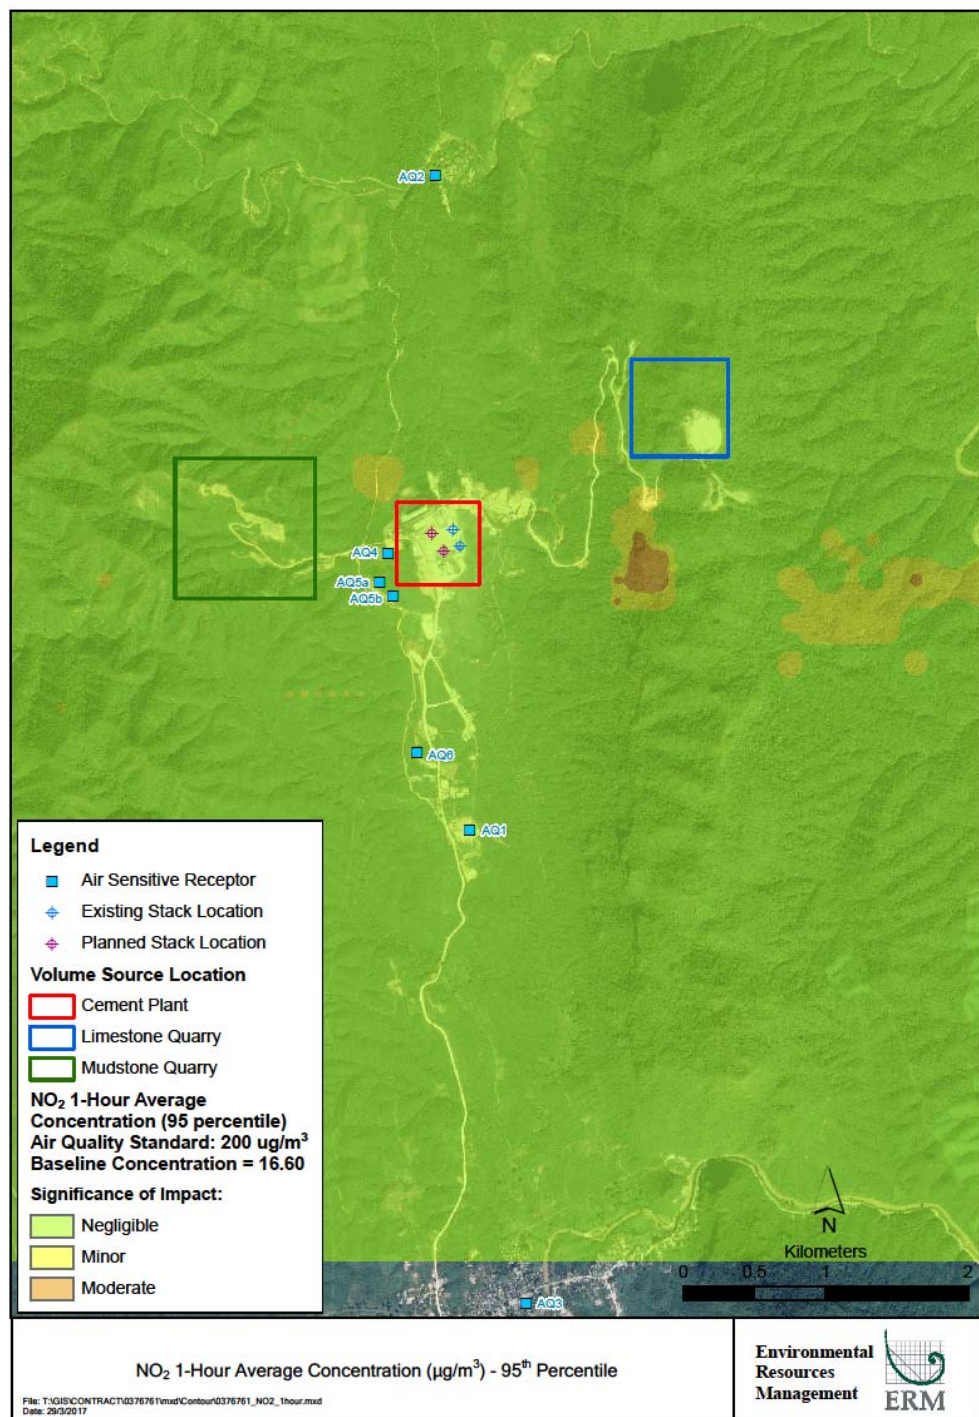 AQ2
AQ4
AQ5a
AQ5b
AQ6
AQ1
AQ3
Legend
Air Sensitive Receptor
Existing Stack Location
Planned Stack Location
Volume Source Location
Cement Plant
Limestone Quarry
Mudstone Quarry
NO₂ 1-Hour Average
Concentration (95 percentile)
Air Quality Standard: 200 ug/m³
Baseline Concentration = 16.60
Significance of Impact:
Negligible
Minor
Moderate
N
Kilometers
0 0.5 1 2
NO₂ 1-Hour Average Concentration (µg/m³) - 95th Percentile
File: T:\GIS\CONTRACT\0376761\mxd\Contour\0376761_NO2_1hour.mxd
Date: 29/3/2017
Environmental
Resources
Management
ERM